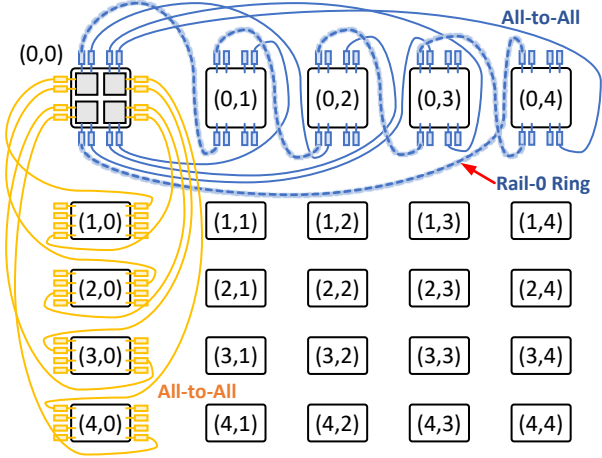 All-to-All
(0,0)
(0,1) (0,2) (0,3) (0,4)
Rail-0 Ring
(1,0) (1,1) (1,2) (1,3) (1,4)
(2,0) (2,1) (2,2) (2,3) (2,4)
(3,0) (3,1) (3,2) (3,3) (3,4)
All-to-All
(4,0) (4,1) (4,2) (4,3) (4,4)